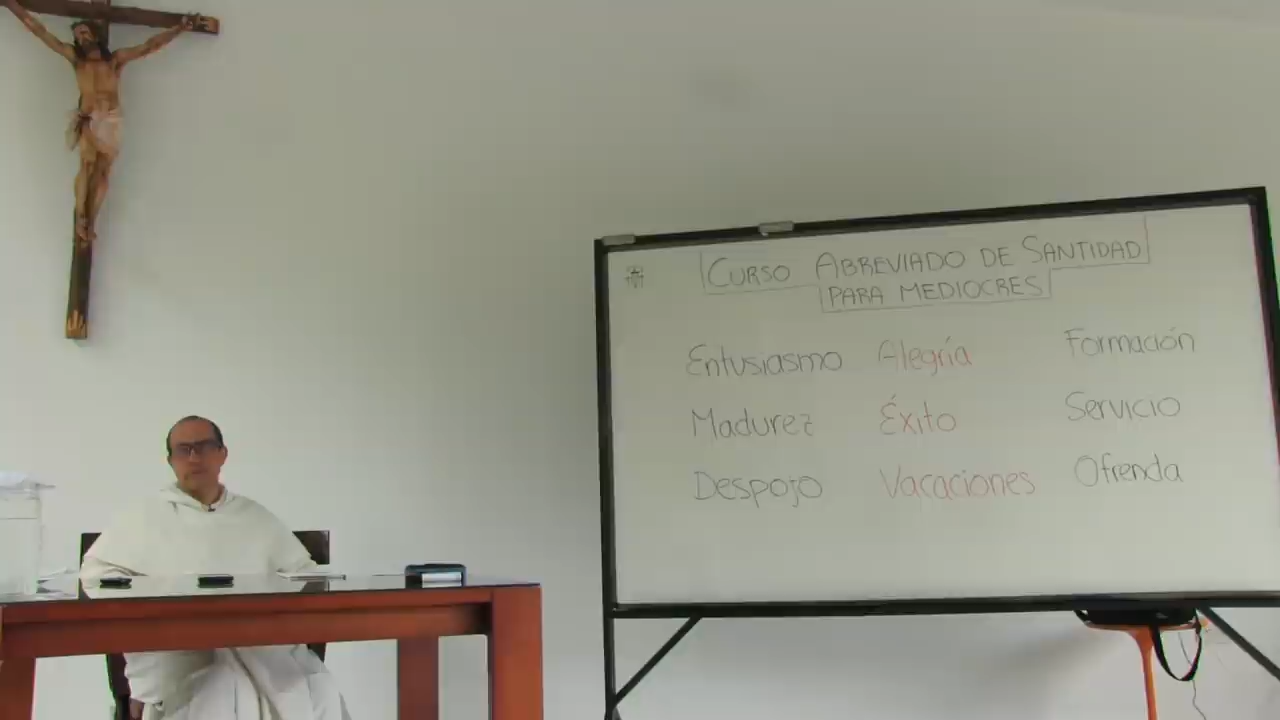 CURSO ABREVIADO DE SANTIDAD
PARA MEDIOCRES
Entusiasmo Alegría Formación
Madurez Éxito Servicio
Despojo Vacaciones Ofrenda